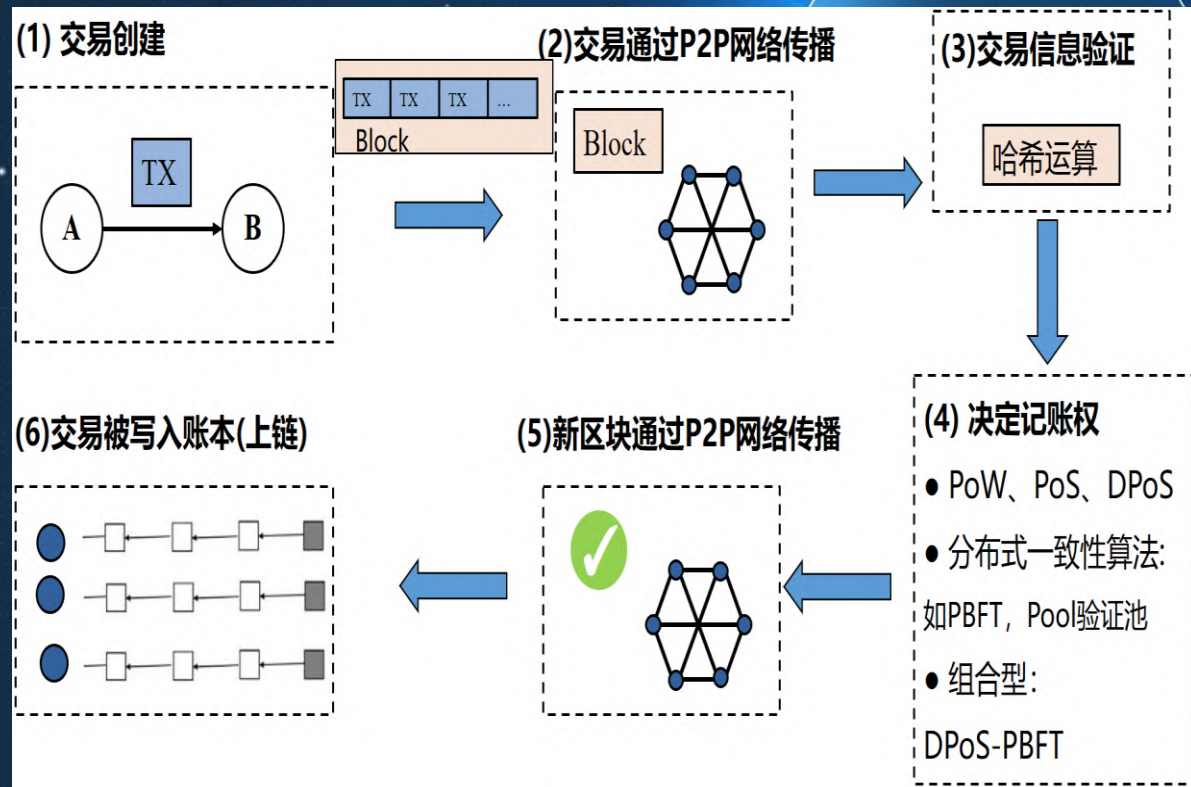 (1) 交易创建
TX
A
B
TX TX TX ...
Block
(2)交易通过P2P网络传播
Block
(3)交易信息验证
哈希运算
(4) 决定记账权
● PoW、PoS、DPoS
● 分布式一致性算法:
如PBFT，Pool验证池
● 组合型：
DPoS-PBFT
(5)新区块通过P2P网络传播
(6)交易被写入账本(上链)